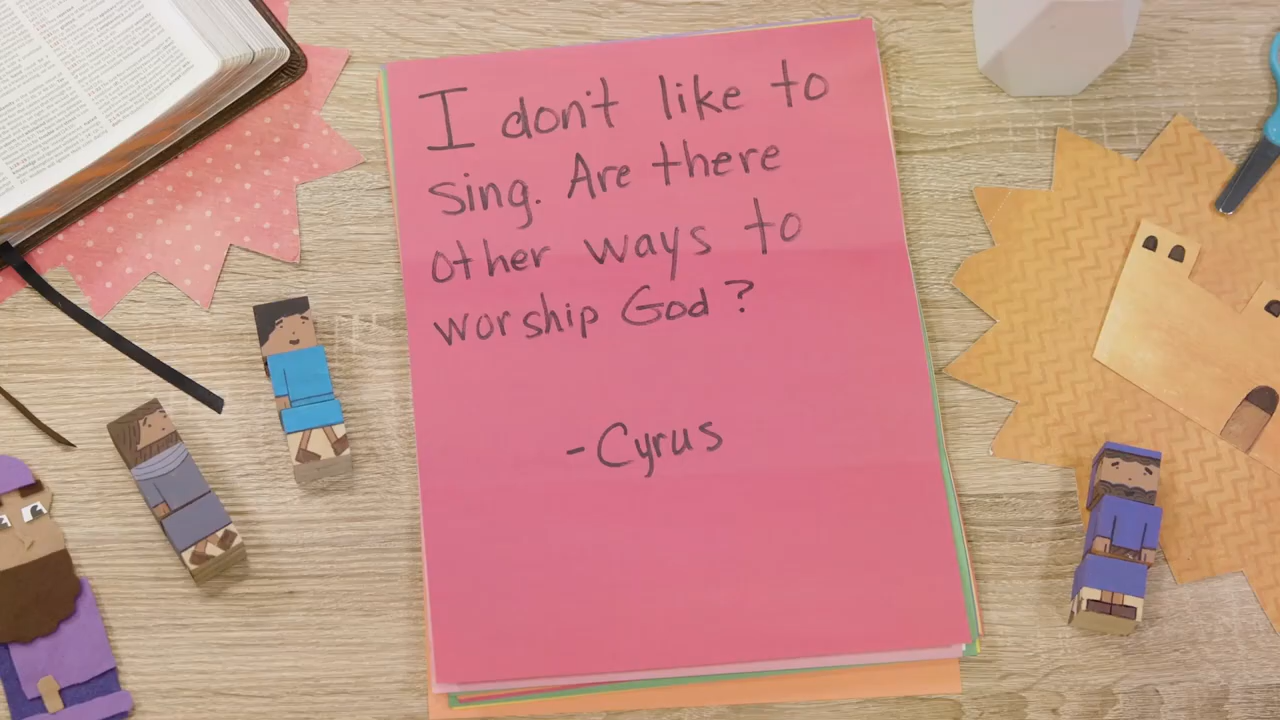 I don't like to
sing. Are there
other ways to
worship God?
-Cyrus